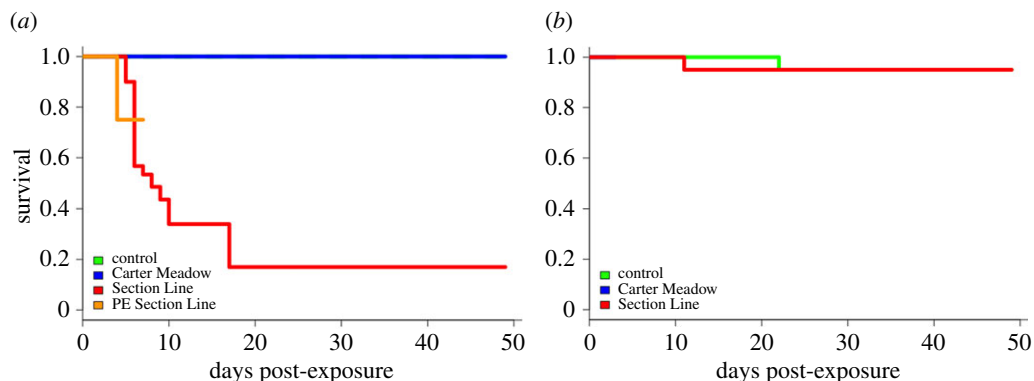 (a)
1.0
0.8
0.6
0.4
0.2
0
survival
control
Carter Meadow
Section Line
PE Section Line
0 10 20 30 40 50
days post-exposure
(b)
1.0
0.8
0.6
0.4
0.2
0
control
Carter Meadow
Section Line
0 10 20 30 40 50
days post-exposure